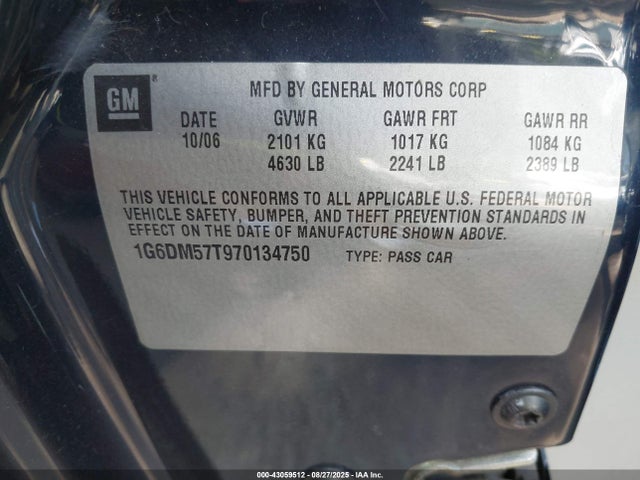 GM ®
MFD BY GENERAL MOTORS CORP
DATE GVWR GAWR FRT GAWR RR
10/06 2101 KG 1017 KG 1084 KG
4630 LB 2241 LB 2389 LB
THIS VEHICLE CONFORMS TO ALL APPLICABLE U.S. FEDERAL MOTOR
VEHICLE SAFETY, BUMPER, AND THEFT PREVENTION STANDARDS IN
EFFECT ON THE DATE OF MANUFACTURE SHOWN ABOVE.
1G6DM57T970134750 TYPE: PASS CAR
000-43059512 - 08/27/2025 - IAA Inc.